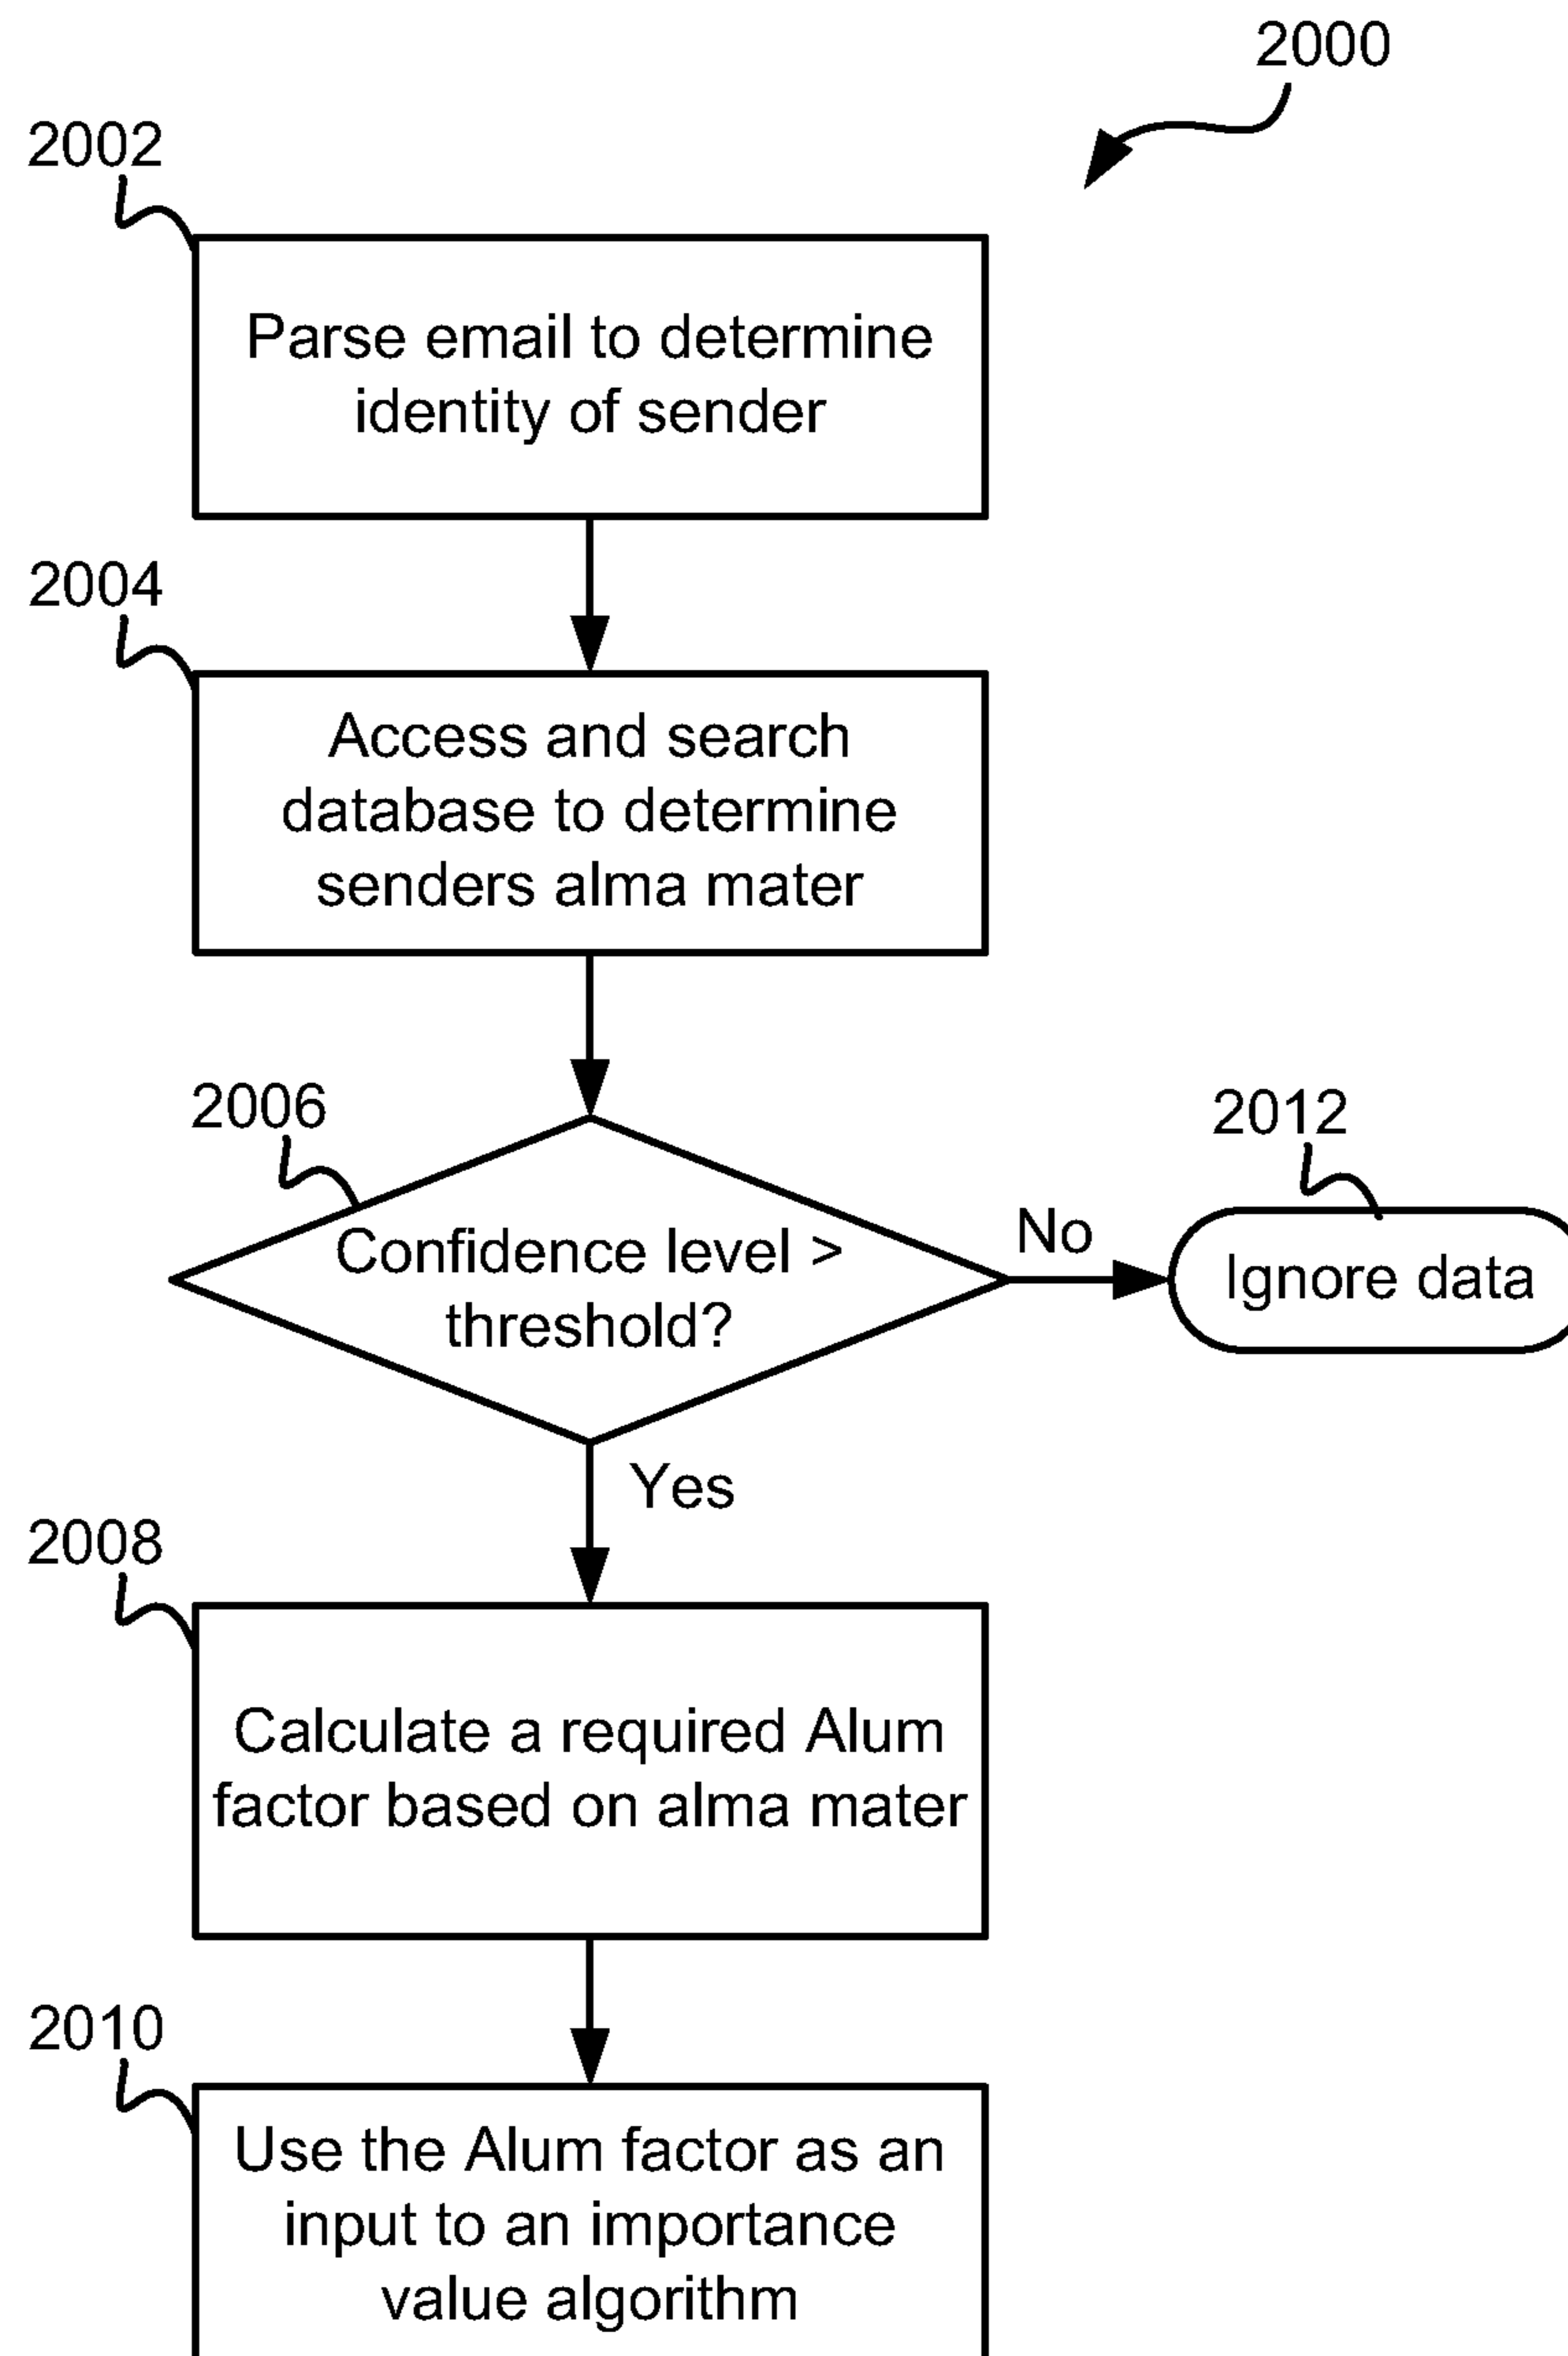 2000
2002
Parse email to determine
identity of sender
2004
Access and search
database to determine
senders alma mater
2006
Confidence level >
threshold?
No
2012
Ignore data
Yes
2008
Calculate a required Alum
factor based on alma mater
2010
Use the Alum factor as an
input to an importance
value algorithm